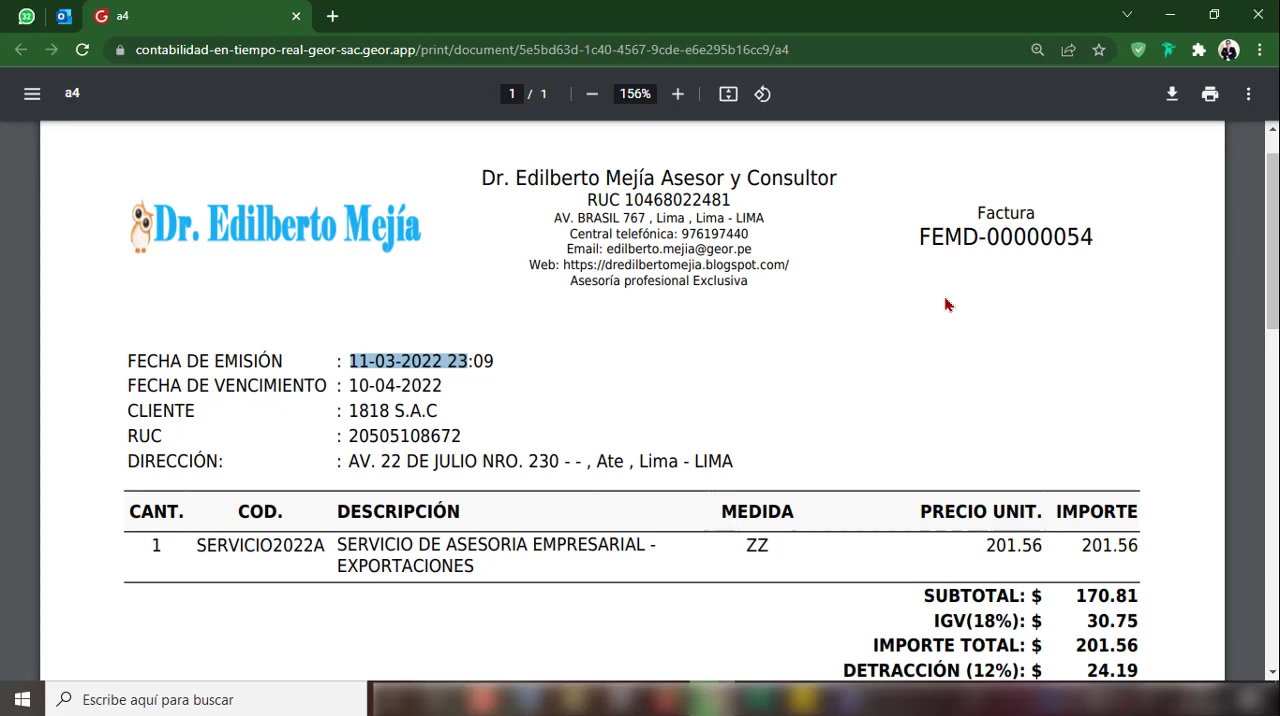 32
a4
contabilidad-en-tiempo-real-geor-sac.geor.app/print/document/5e5bd63d-1c40-4567-9cde-e6e295b16cc9/a4
a4
1 / 1
156%
Dr. Edilberto Mejía
Dr. Edilberto Mejía Asesor y Consultor
RUC 10468022481
AV. BRASIL 767 , Lima , Lima - LIMA
Central telefónica: 976197440
Email: edilberto.mejia@geor.pe
Web: https://dredilbertomejia.blogspot.com/
Asesoría profesional Exclusiva
Factura
FEMD-00000054
FECHA DE EMISIÓN : 11-03-2022 23:09
FECHA DE VENCIMIENTO : 10-04-2022
CLIENTE : 1818 S.A.C
RUC : 20505108672
DIRECCIÓN: : AV. 22 DE JULIO NRO. 230 - - , Ate , Lima - LIMA
CANT. COD. DESCRIPCIÓN MEDIDA PRECIO UNIT. IMPORTE
1 SERVICIO2022A SERVICIO DE ASESORIA EMPRESARIAL - ZZ 201.56 201.56
EXPORTACIONES
SUBTOTAL: $ 170.81
IGV(18%): $ 30.75
IMPORTE TOTAL: $ 201.56
DETRACCIÓN (12%): $ 24.19
Escribe aquí para buscar